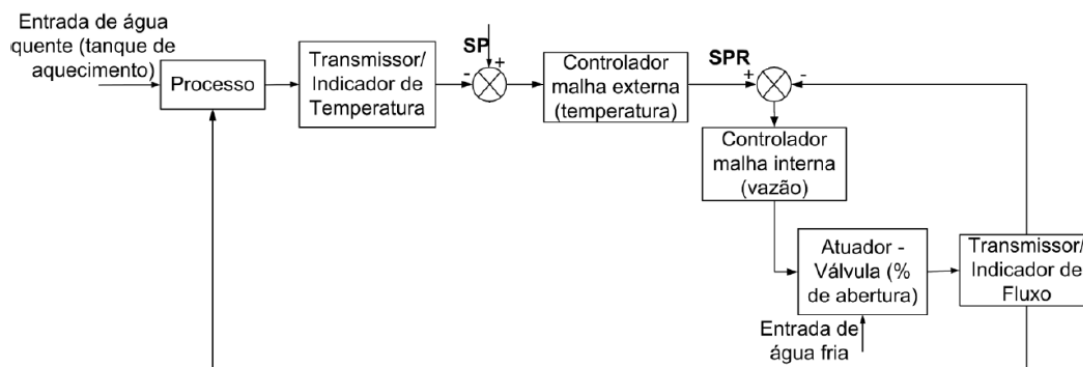 Entrada de água
quente (tanque de
aquecimento)
Processo
Transmissor/
Indicador de
Temperatura
SP
+
-
Controlador
malha externa
(temperatura)
SPR
+
-
Controlador
malha interna
(vazão)
Atuador -
Válvula (%
de abertura)
Transmissor/
Indicador de
Fluxo
Entrada de
água fria